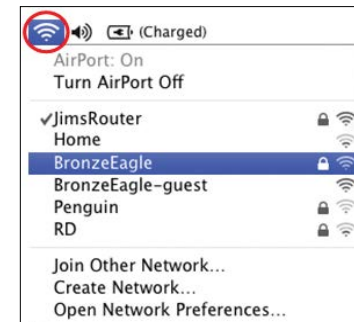 (Charged)
AirPort: On
Turn AirPort Off
✓JimsRouter
Home
BronzeEagle
BronzeEagle-guest
Penguin
RD
Join Other Network...
Create Network...
Open Network Preferences...